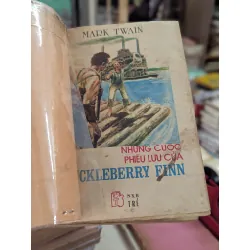 MARK TWAIN
NHỮNG CUỘC
PHIÊU LƯU CỦA
CKLEBERRY FINN
NXB
TRẺ